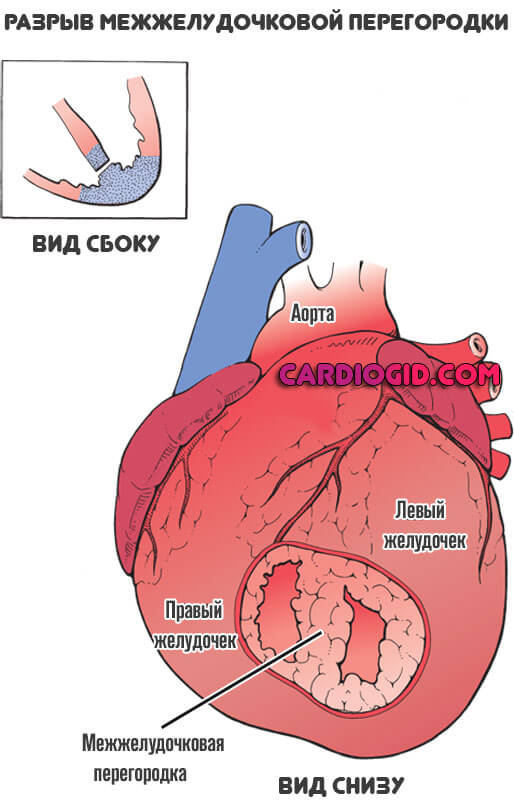 РАЗРЫВ МЕЖЖЕЛУДОЧКОВОЙ ПЕРЕГОРОДКИ
ВИД СБОКУ
Аорта
CARDIOGID.COM
Левый
желудочек
Правый
желудочек
Межжелудочковая
перегородка
ВИД СНИЗУ